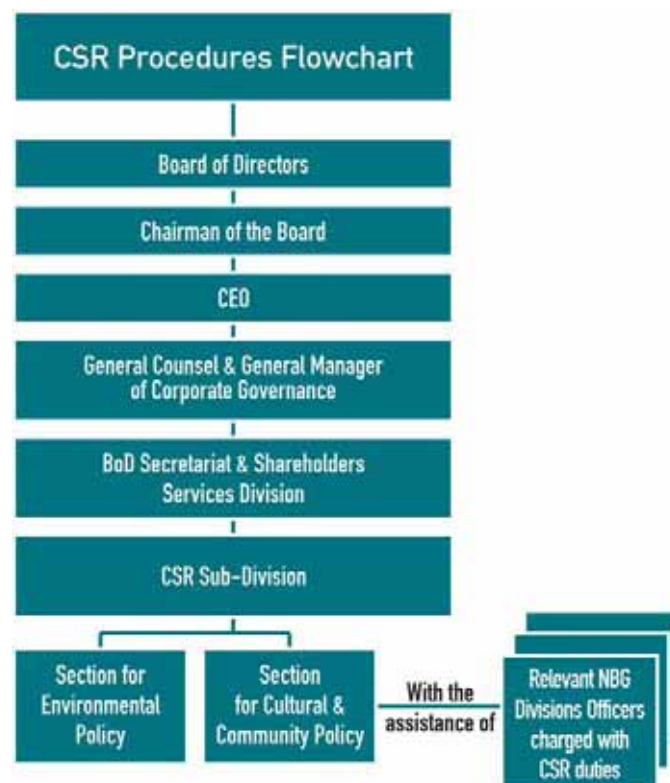 CSR Procedures Flowchart
Board of Directors
Chairman of the Board
CEO
General Counsel & General Manager
of Corporate Governance
BoD Secretariat & Shareholders
Services Division
CSR Sub-Division
Section for
Environmental
Policy
Section
for Cultural &
Community Policy
With the
assistance of
Relevant NBG
Divisions Officers
charged with
CSR duties